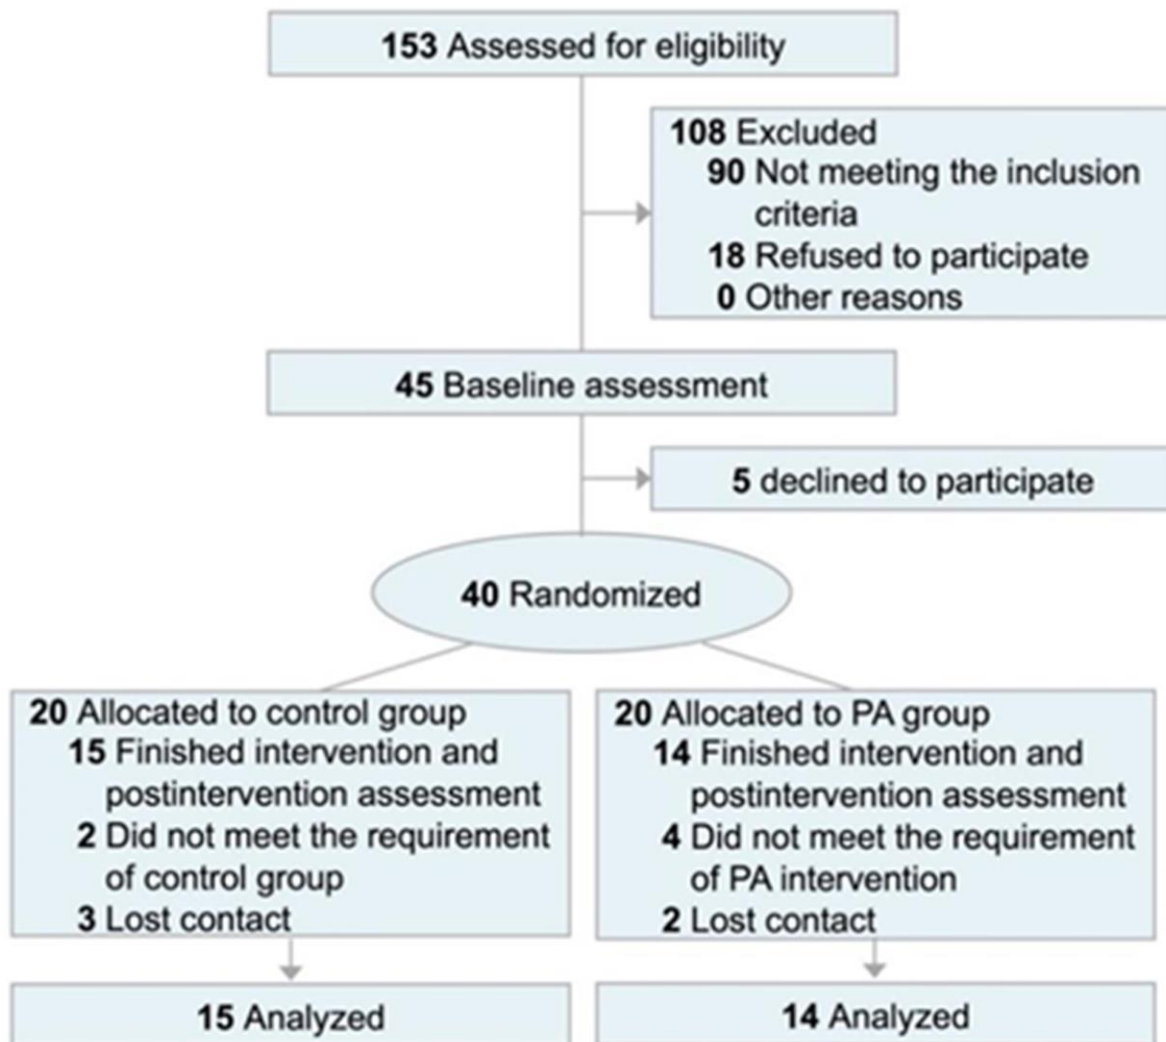 153 Assessed for eligibility
108 Excluded
90 Not meeting the inclusion
criteria
18 Refused to participate
0 Other reasons
45 Baseline assessment
5 declined to participate
40 Randomized
20 Allocated to control group
15 Finished intervention and
postintervention assessment
2 Did not meet the requirement
of control group
3 Lost contact
20 Allocated to PA group
14 Finished intervention and
postintervention assessment
4 Did not meet the requirement
of PA intervention
2 Lost contact
15 Analyzed
14 Analyzed